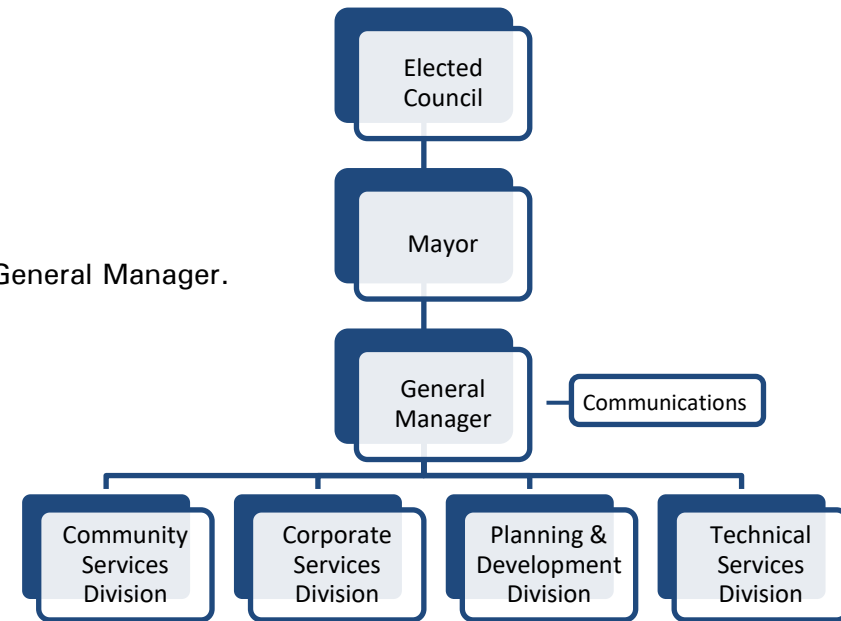 Elected
Council
Mayor
General Manager.
General
Manager
Communications
Community
Services
Division
Corporate
Services
Division
Planning &
Development
Division
Technical
Services
Division